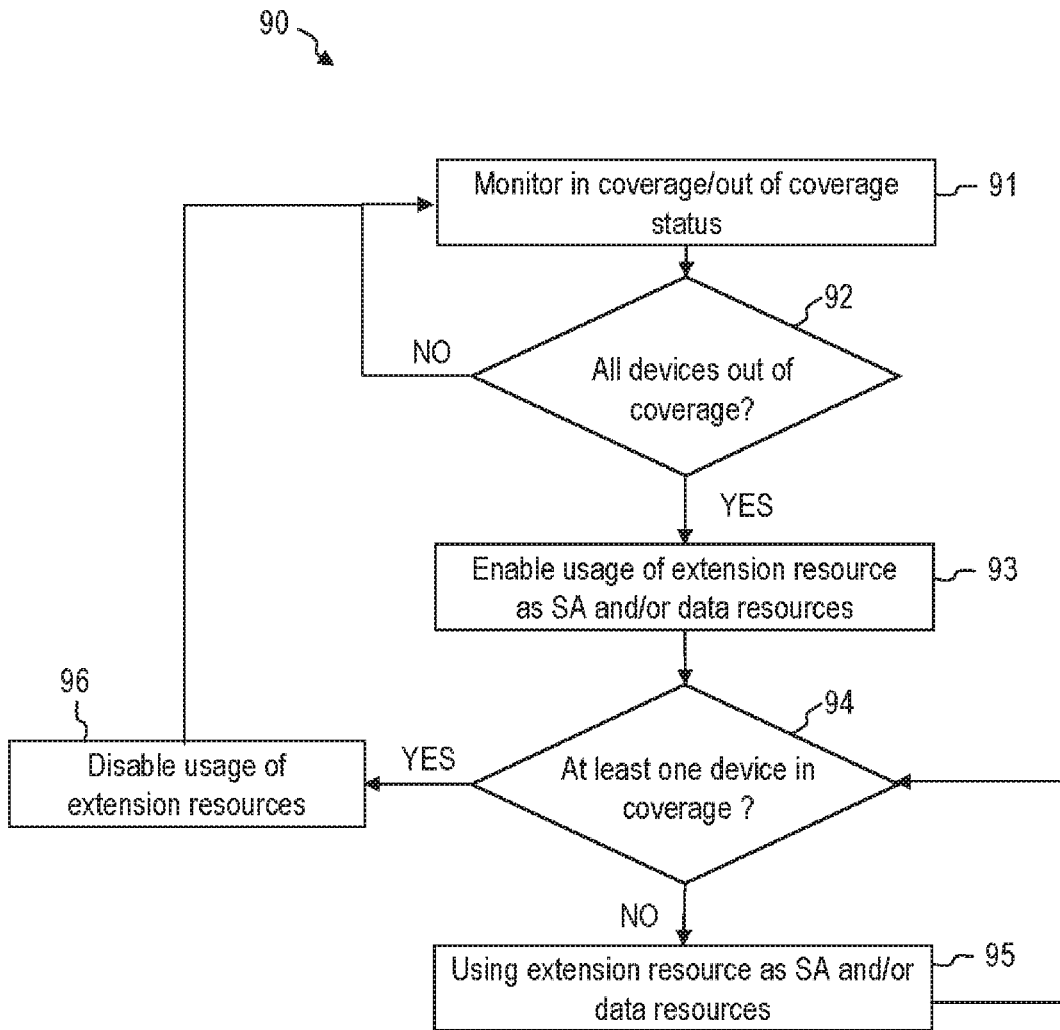 90
Monitor in coverage/out of coverage
status
91
92
NO
All devices out of
coverage?
YES
Enable usage of extension resource
as SA and/or data resources
93
94
96
YES
Disable usage of
extension resources
At least one device in
coverage ?
NO
Using extension resource as SA and/or
data resources
95